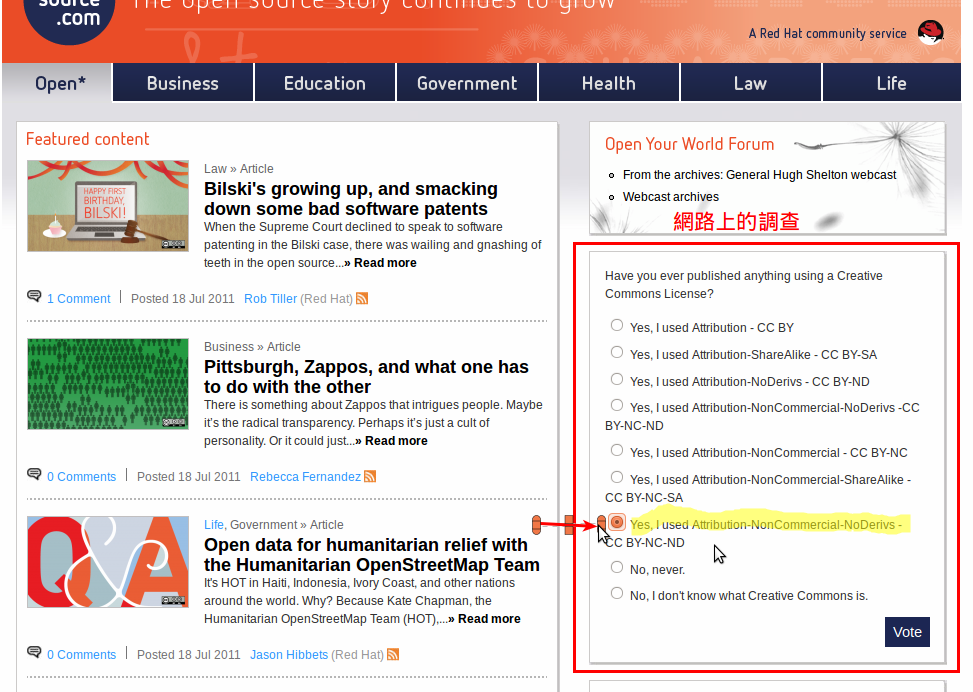 source
.com
The open source story continues to grow
A Red Hat community service
Open*
Business
Education
Government
Health
Law
Life
Featured content
HAPPY FIRST
BIRTHDAY,
BILSKI!
Law » Article
Bilski's growing up, and smacking
down some bad software patents
When the Supreme Court declined to speak to software
patenting in the Bilski case, there was wailing and gnashing of
teeth in the open source...» Read more
1 Comment
Posted 18 Jul 2011
Rob Tiller (Red Hat)
Business » Article
Pittsburgh, Zappos, and what one has
to do with the other
There is something about Zappos that intrigues people. Maybe
it's the radical transparency. Perhaps it's just a cult of
personality. Or it could just...» Read more
0 Comments
Posted 18 Jul 2011
Rebecca Fernandez
Q&A
Life, Government » Article
Open data for humanitarian relief with
the Humanitarian OpenStreetMap Team
It's HOT in Haiti, Indonesia, Ivory Coast, and other nations
around the world. Why? Because Kate Chapman, the
Humanitarian OpenStreetMap Team (HOT),...» Read more
0 Comments
Posted 18 Jul 2011
Jason Hibbets (Red Hat)
Open Your World Forum
From the archives: General Hugh Shelton webcast
Webcast archives
網路上的調查
Have you ever published anything using a Creative
Commons License?
Yes, I used Attribution - CC BY
Yes, I used Attribution-ShareAlike - CC BY-SA
Yes, I used Attribution-NoDerivs - CC BY-ND
Yes, I used Attribution-NonCommercial-NoDerivs -CC
BY-NC-ND
Yes, I used Attribution-NonCommercial - CC BY-NC
Yes, I used Attribution-NonCommercial-ShareAlike -
CC BY-NC-SA
Yes, I used Attribution-NonCommercial-NoDerivs -
CC BY-NC-ND
No, never.
No, I don't know what Creative Commons is.
Vote